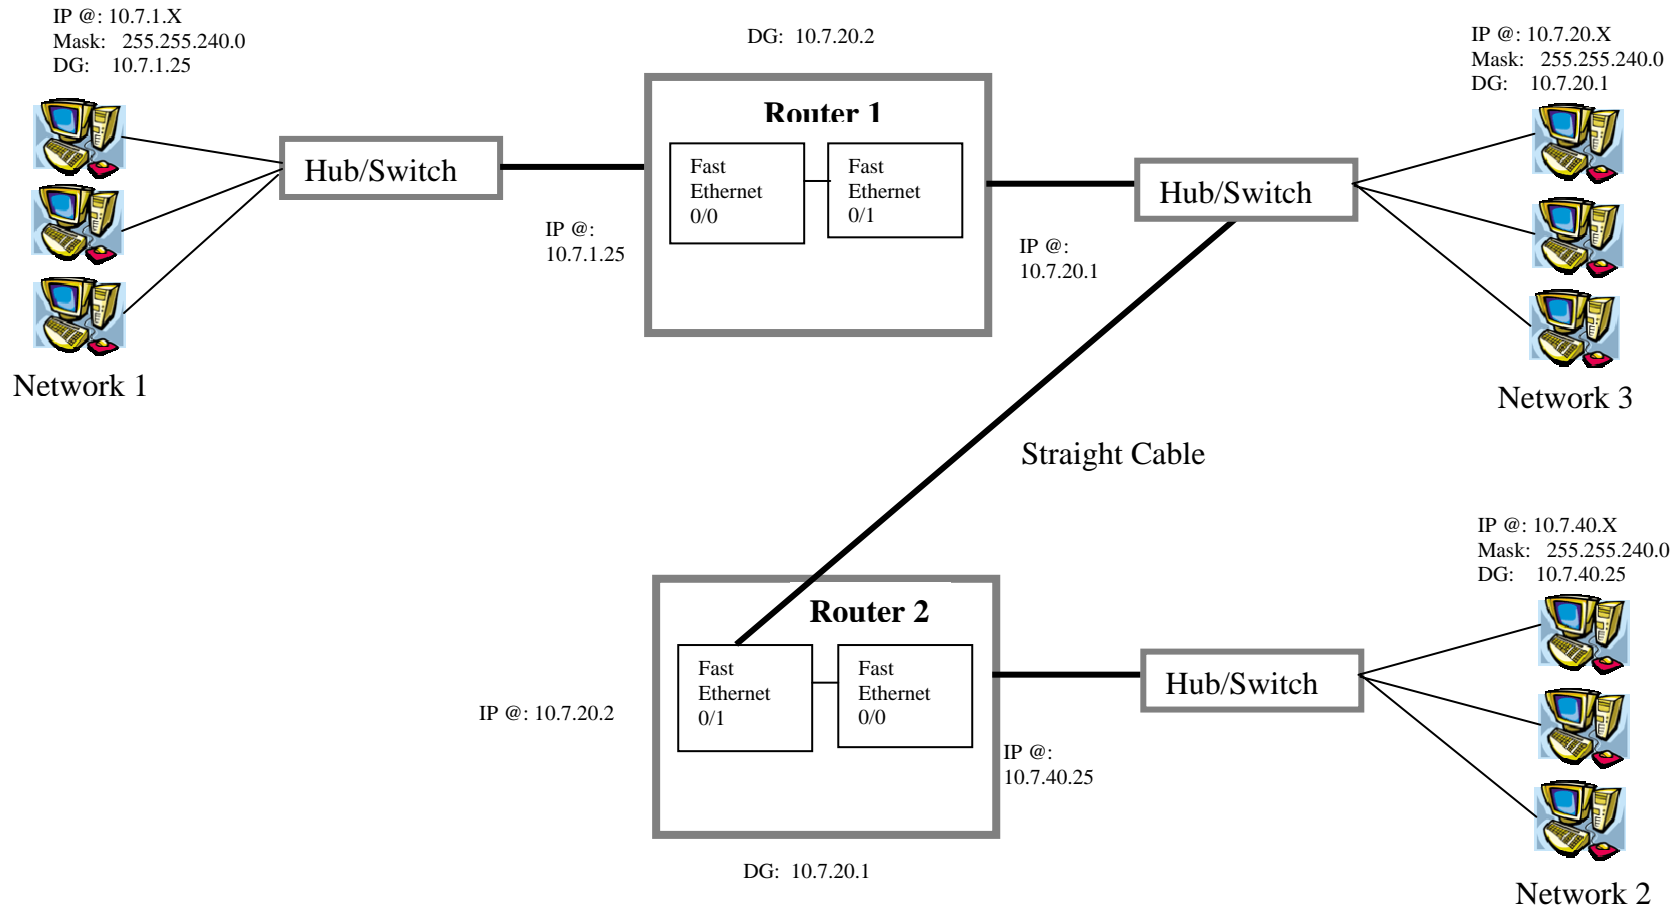 IP @: 10.7.1.X
Mask: 255.255.240.0
DG: 10.7.1.25
Network 1
Hub/Switch
IP @:
10.7.1.25
DG: 10.7.20.2
Router 1
Fast
Ethernet
0/0
Fast
Ethernet
0/1
IP @:
10.7.20.1
Hub/Switch
IP @: 10.7.20.X
Mask: 255.255.240.0
DG: 10.7.20.1
Network 3
Straight Cable
Router 2
Fast
Ethernet
0/1
Fast
Ethernet
0/0
IP @: 10.7.20.2
IP @:
10.7.40.25
DG: 10.7.20.1
Hub/Switch
IP @: 10.7.40.X
Mask: 255.255.240.0
DG: 10.7.40.25
Network 2